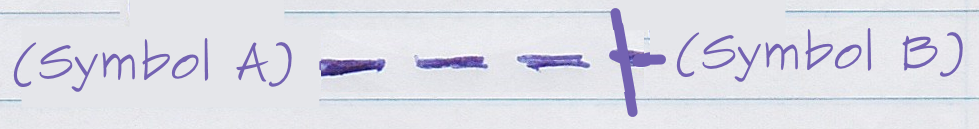 (Symbol A) - - - + (Symbol B)